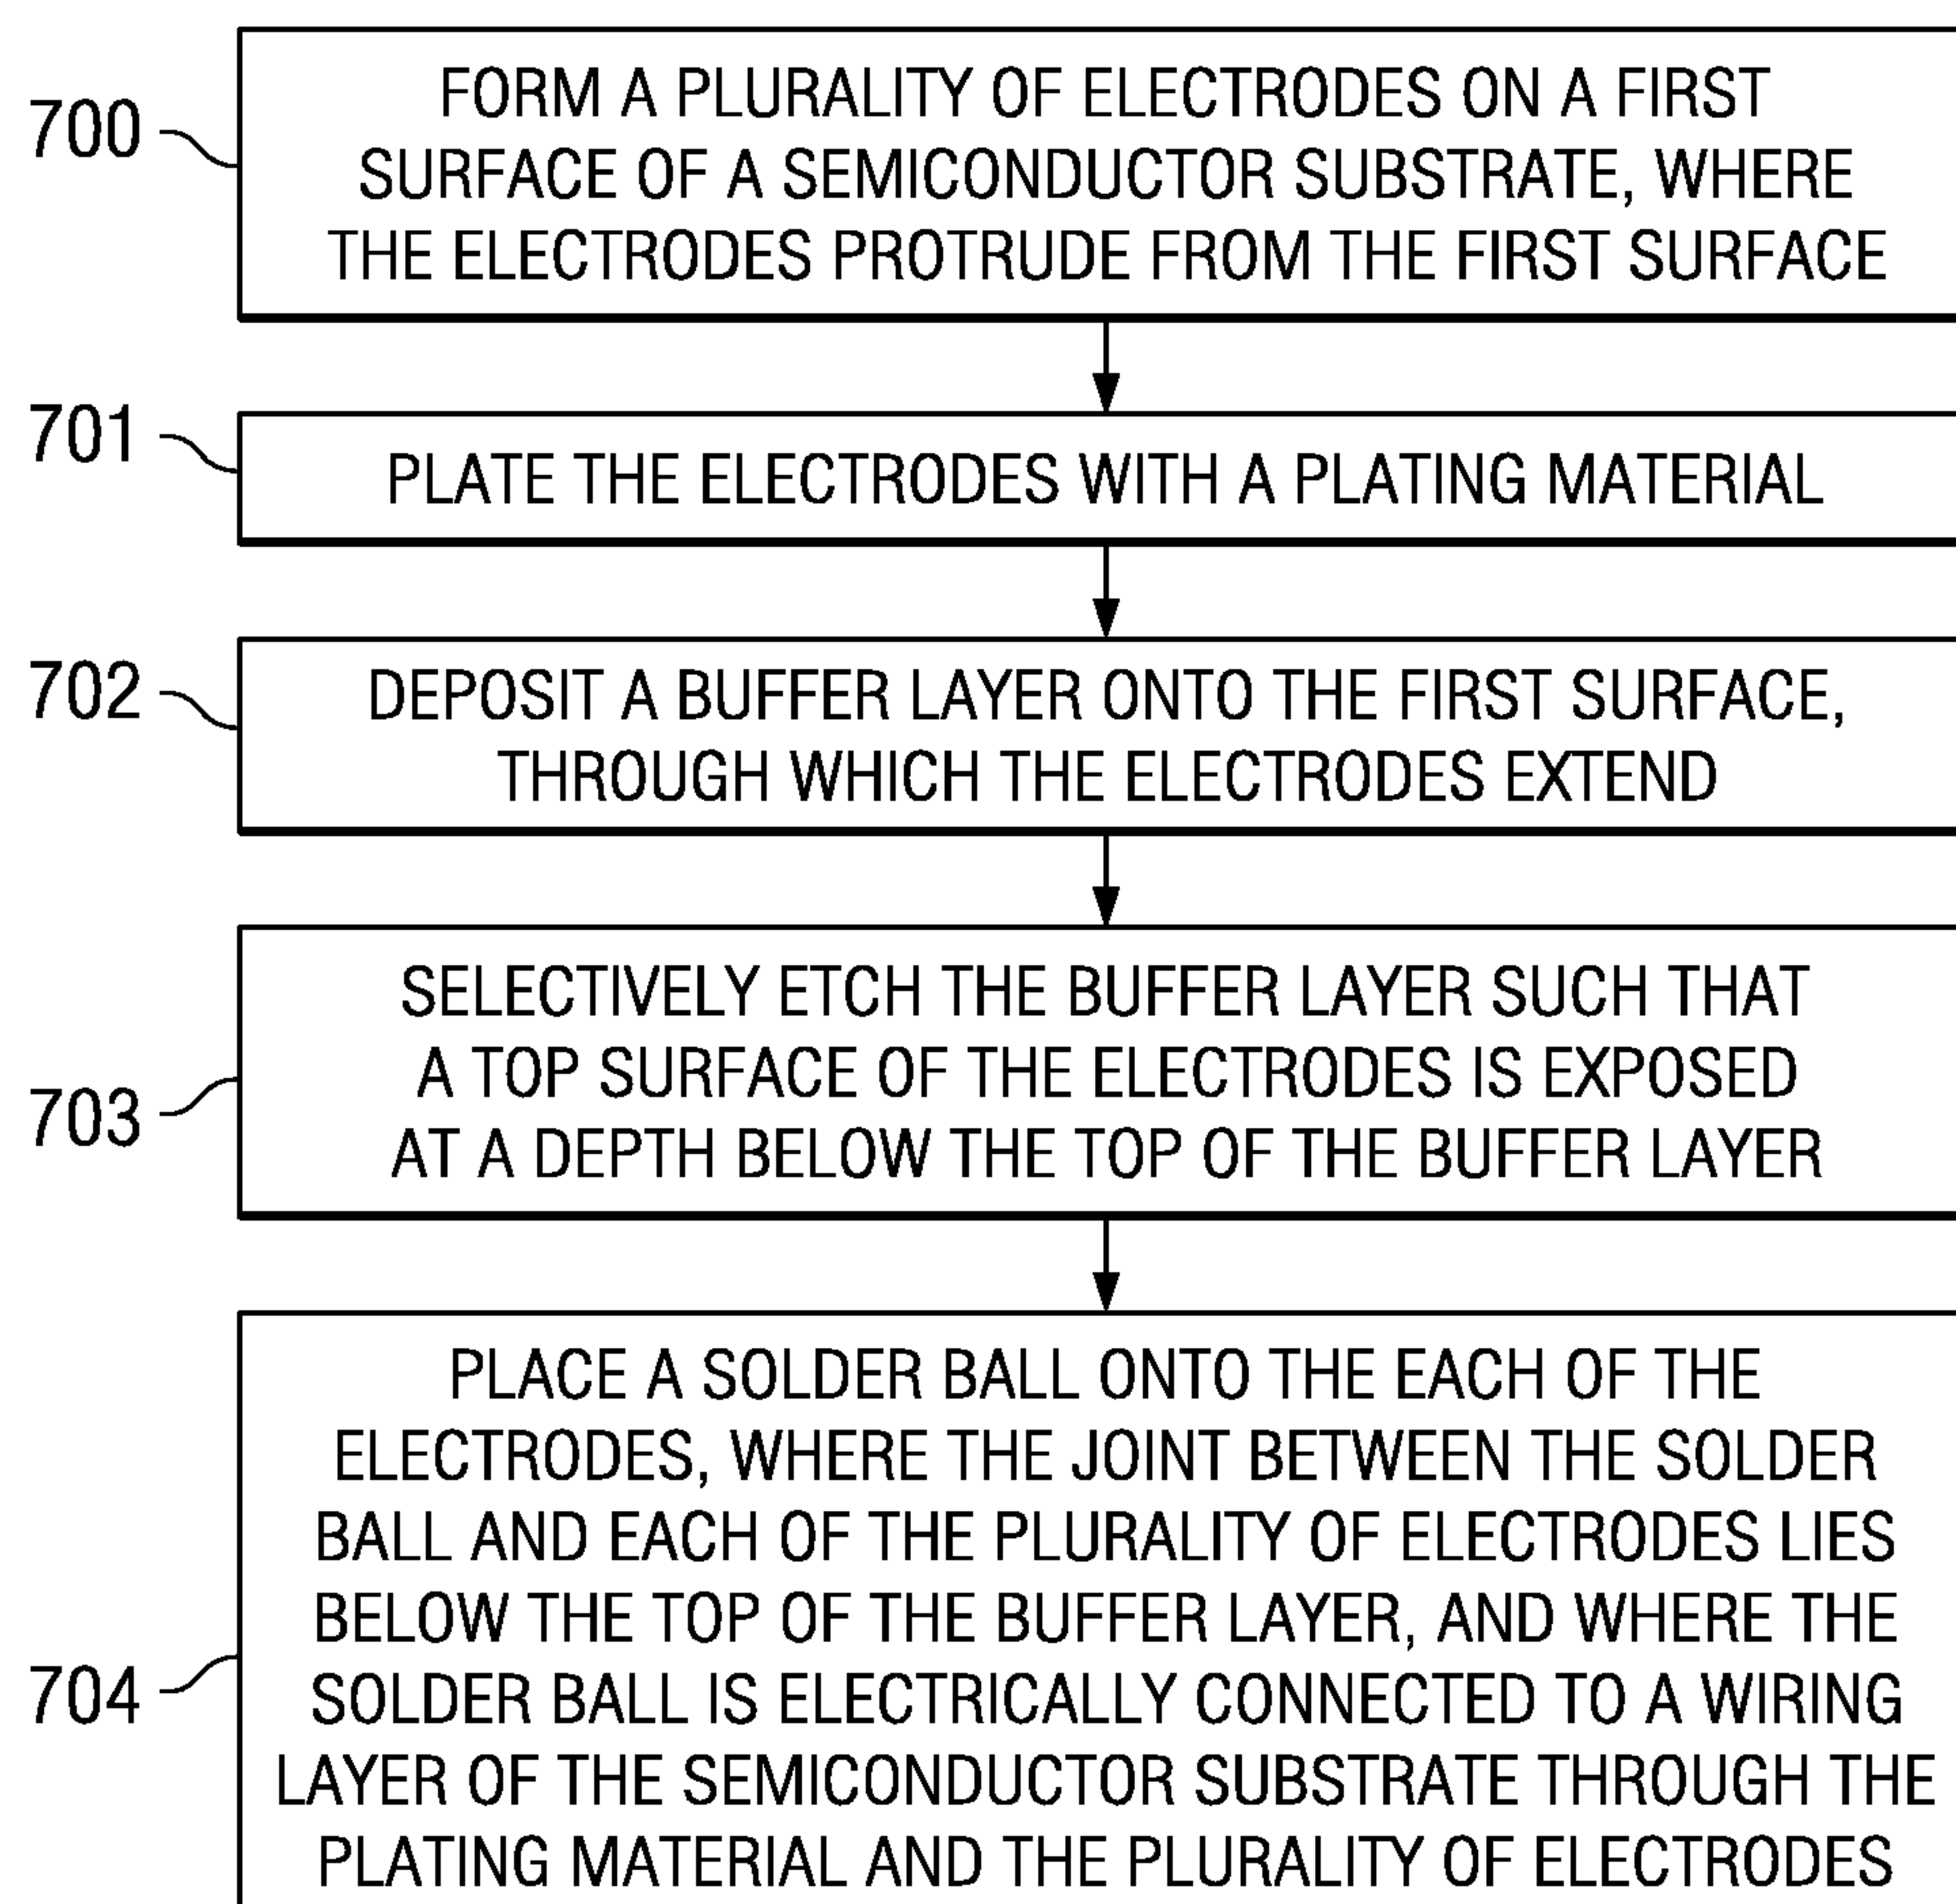 700
FORM A PLURALITY OF ELECTRODES ON A FIRST
SURFACE OF A SEMICONDUCTOR SUBSTRATE, WHERE
THE ELECTRODES PROTRUDE FROM THE FIRST SURFACE
701
PLATE THE ELECTRODES WITH A PLATING MATERIAL
702
DEPOSIT A BUFFER LAYER ONTO THE FIRST SURFACE,
THROUGH WHICH THE ELECTRODES EXTEND
703
SELECTIVELY ETCH THE BUFFER LAYER SUCH THAT
A TOP SURFACE OF THE ELECTRODES IS EXPOSED
AT A DEPTH BELOW THE TOP OF THE BUFFER LAYER
704
PLACE A SOLDER BALL ONTO THE EACH OF THE
ELECTRODES, WHERE THE JOINT BETWEEN THE SOLDER
BALL AND EACH OF THE PLURALITY OF ELECTRODES LIES
BELOW THE TOP OF THE BUFFER LAYER, AND WHERE THE
SOLDER BALL IS ELECTRICALLY CONNECTED TO A WIRING
LAYER OF THE SEMICONDUCTOR SUBSTRATE THROUGH THE
PLATING MATERIAL AND THE PLURALITY OF ELECTRODES